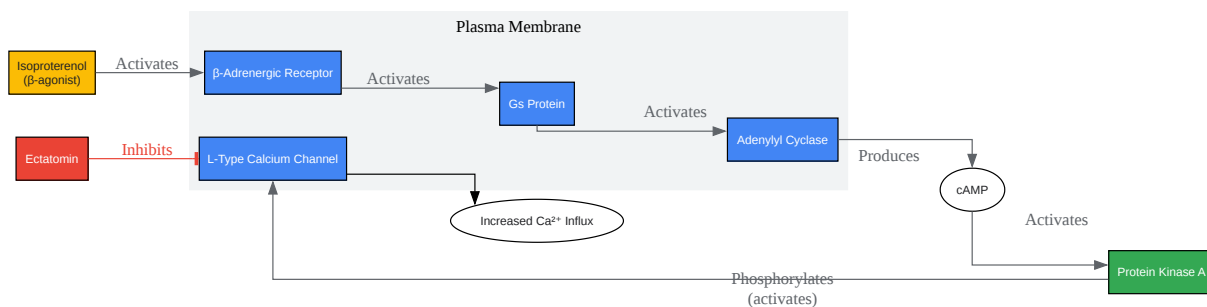 Plasma Membrane
Isoproterenol
(β-agonist)
Activates
β-Adrenergic Receptor
Activates
Gs Protein
Activates
Adenylyl Cyclase
Ectatomin
Inhibits
L-Type Calcium Channel
Produces
cAMP
Increased Ca²⁺ Influx
Activates
Protein Kinase A
Phosphorylates
(activates)